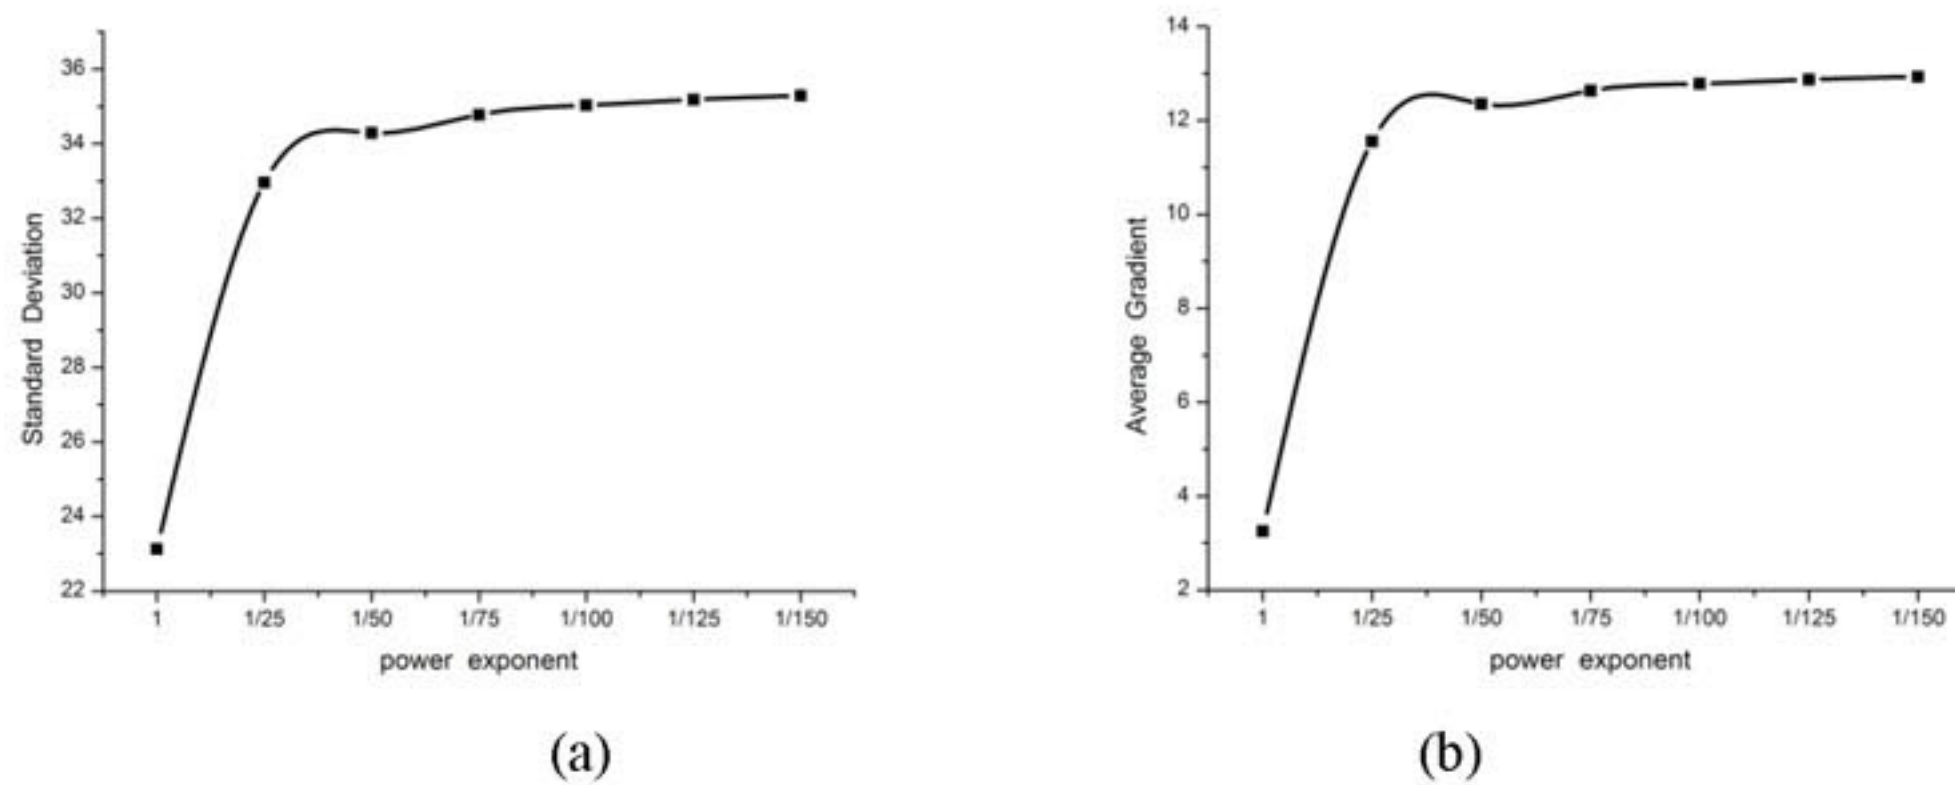 36
34
32
30
28
26
24
22
Standard Deviation
1 1/25 1/50 1/75 1/100 1/125 1/150
power exponent
(a)
14
12
10
8
6
4
2
Average Gradient
1 1/25 1/50 1/75 1/100 1/125 1/150
power exponent
(b)